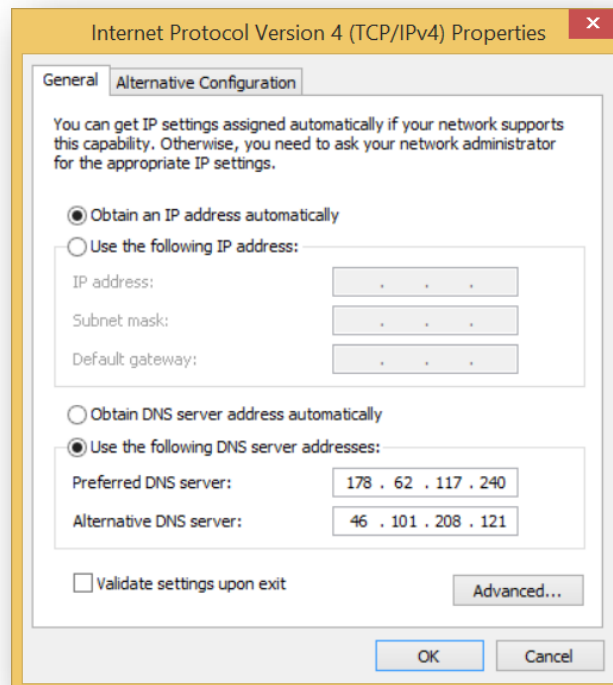 Internet Protocol Version 4 (TCP/IPv4) Properties
General
Alternative Configuration
You can get IP settings assigned automatically if your network supports
this capability. Otherwise, you need to ask your network administrator
for the appropriate IP settings.
Obtain an IP address automatically
Use the following IP address:
IP address:
. . .
Subnet mask:
. . .
Default gateway:
. . .
Obtain DNS server address automatically
Use the following DNS server addresses:
Preferred DNS server:
178 . 62 . 117 . 240
Alternative DNS server:
46 . 101 . 208 . 121
Validate settings upon exit
Advanced...
OK
Cancel